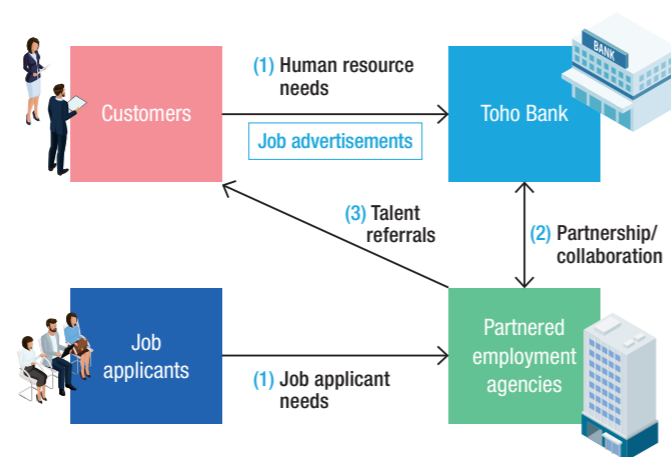 (1) Human resource
needs
BANK
Customers
Toho Bank
Job advertisements
(3) Talent
referrals
(2) Partnership/
collaboration
Job
applicants
Partnered
employment
agencies
(1) Job applicant
needs